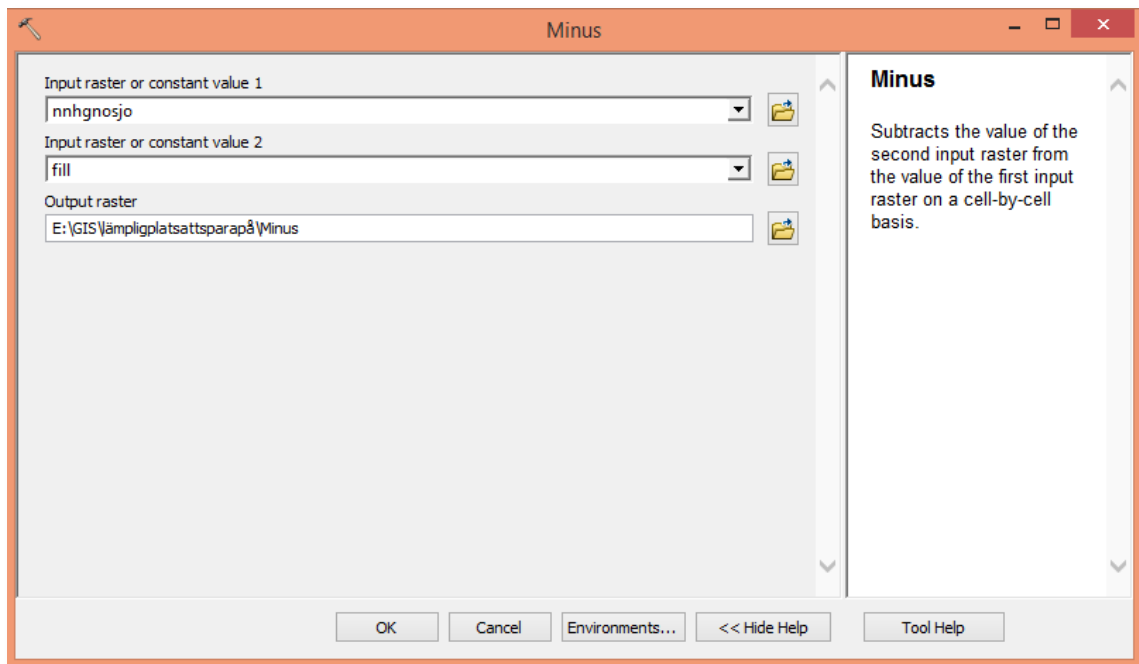 Minus
Input raster or constant value 1
nnhgnosjo
Input raster or constant value 2
fill
Output raster
E:\GIS\lämpligplatsattsparapå\Minus
OK
Cancel
Environments...
<< Hide Help
Minus
Subtracts the value of the
second input raster from
the value of the first input
raster on a cell-by-cell
basis.
Tool Help